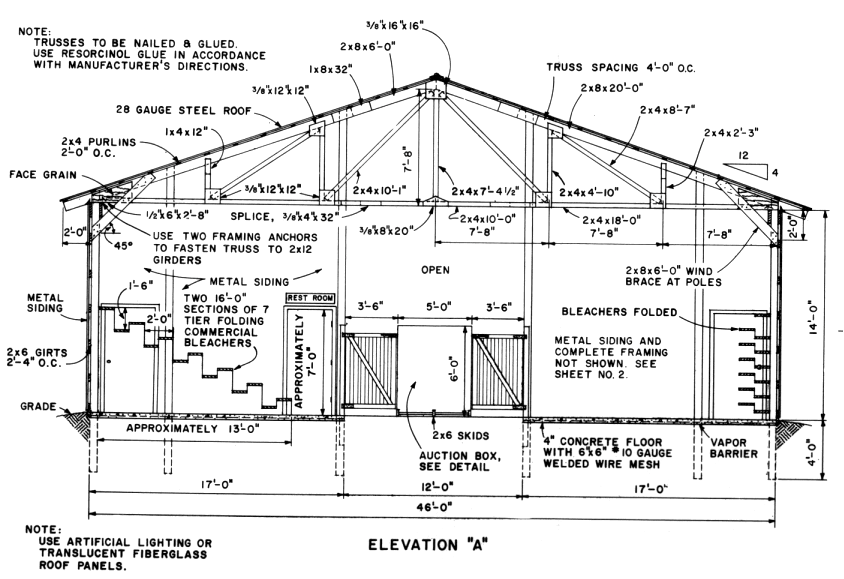 NOTE:
TRUSSES TO BE NAILED & GLUED.
USE RESORCINOL GLUE IN ACCORDANCE
WITH MANUFACTURER'S DIRECTIONS.
3/8"x16"x16"
2x8x6'-0"
1x8x32"
3/8"x12"x12"
28 GAUGE STEEL ROOF
1x4x12"
2x4 PURLINS
2'-0" O.C.
FACE GRAIN
TRUSS SPACING 4'-0" O.C.
2x8x20'-0"
2x4x8'-7"
2x4x2'-3"
12
4
7'-8"
3/8"x12"x12"
2x4x10'-1"
2x4x7'-4 1/2"
2x4x4'-10"
1/2"x6"x2'-8"
SPLICE, 3/8"x4"x32"
3/8"x8"x20"
2x4x10'-0"
2x4x18'-0"
7'-8"
7'-8"
7'-8"
2'-0"
45°
2'-0"
USE TWO FRAMING ANCHORS
TO FASTEN TRUSS TO 2x12
GIRDERS
METAL SIDING
OPEN
2x8x6'-0" WIND
BRACE AT POLES
METAL
SIDING
1'-6"
2'-0"
TWO 16'-0"
SECTIONS OF 7
TIER FOLDING
COMMERCIAL
BLEACHERS
REST ROOM
APPROXIMATELY
7'-0"
3'-6"
5'-0"
3'-6"
6'-0"
BLEACHERS FOLDED
METAL SIDING AND
COMPLETE FRAMING
NOT SHOWN. SEE
SHEET NO. 2.
14'-0"
2x6 GIRTS
2'-4" O.C.
GRADE
APPROXIMATELY 13'-0"
2x6 SKIDS
AUCTION BOX,
SEE DETAIL
4" CONCRETE FLOOR
WITH 6"x6" #10 GAUGE
WELDED WIRE MESH
VAPOR
BARRIER
4'-0"
17'-0"
12'-0"
17'-0"
46'-0"
NOTE:
USE ARTIFICIAL LIGHTING OR
TRANSLUCENT FIBERGLASS
ROOF PANELS.
ELEVATION "A"